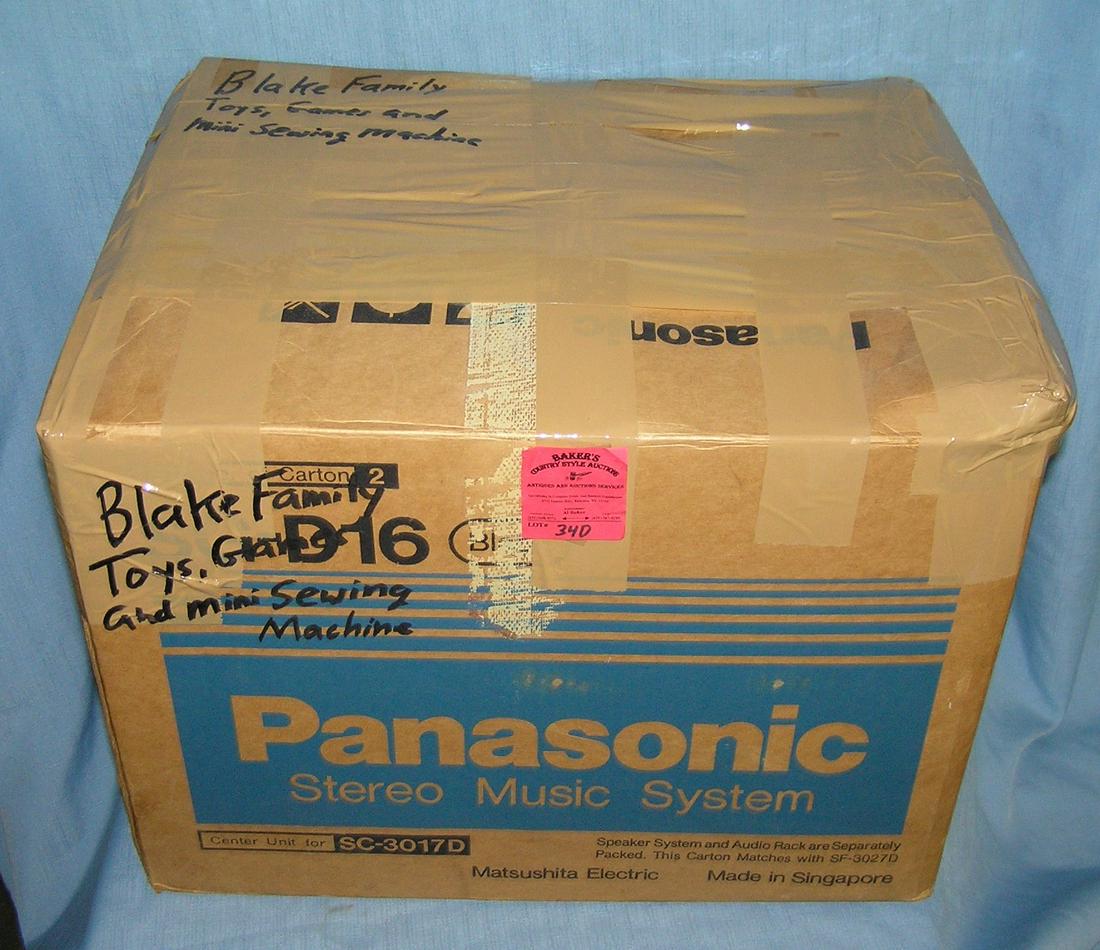 Blake Family
Toys, Games and
mini Sewing machine
Panasonic
Carton 2
Blake Family
D16
Toys, Games
and mini Sewing
Machine
BAKER'S
COUNTRY STYLE AUCTIONS
ANTIQUES AND AUCTIONS SERVICES
Al Baker
LOT# 340
Panasonic
Stereo Music System
Center Unit for SC-3017D
Speaker System and Audio Rack are Separately
Packed. This Carton Matches with SF-3027D
Matsushita Electric Made in Singapore